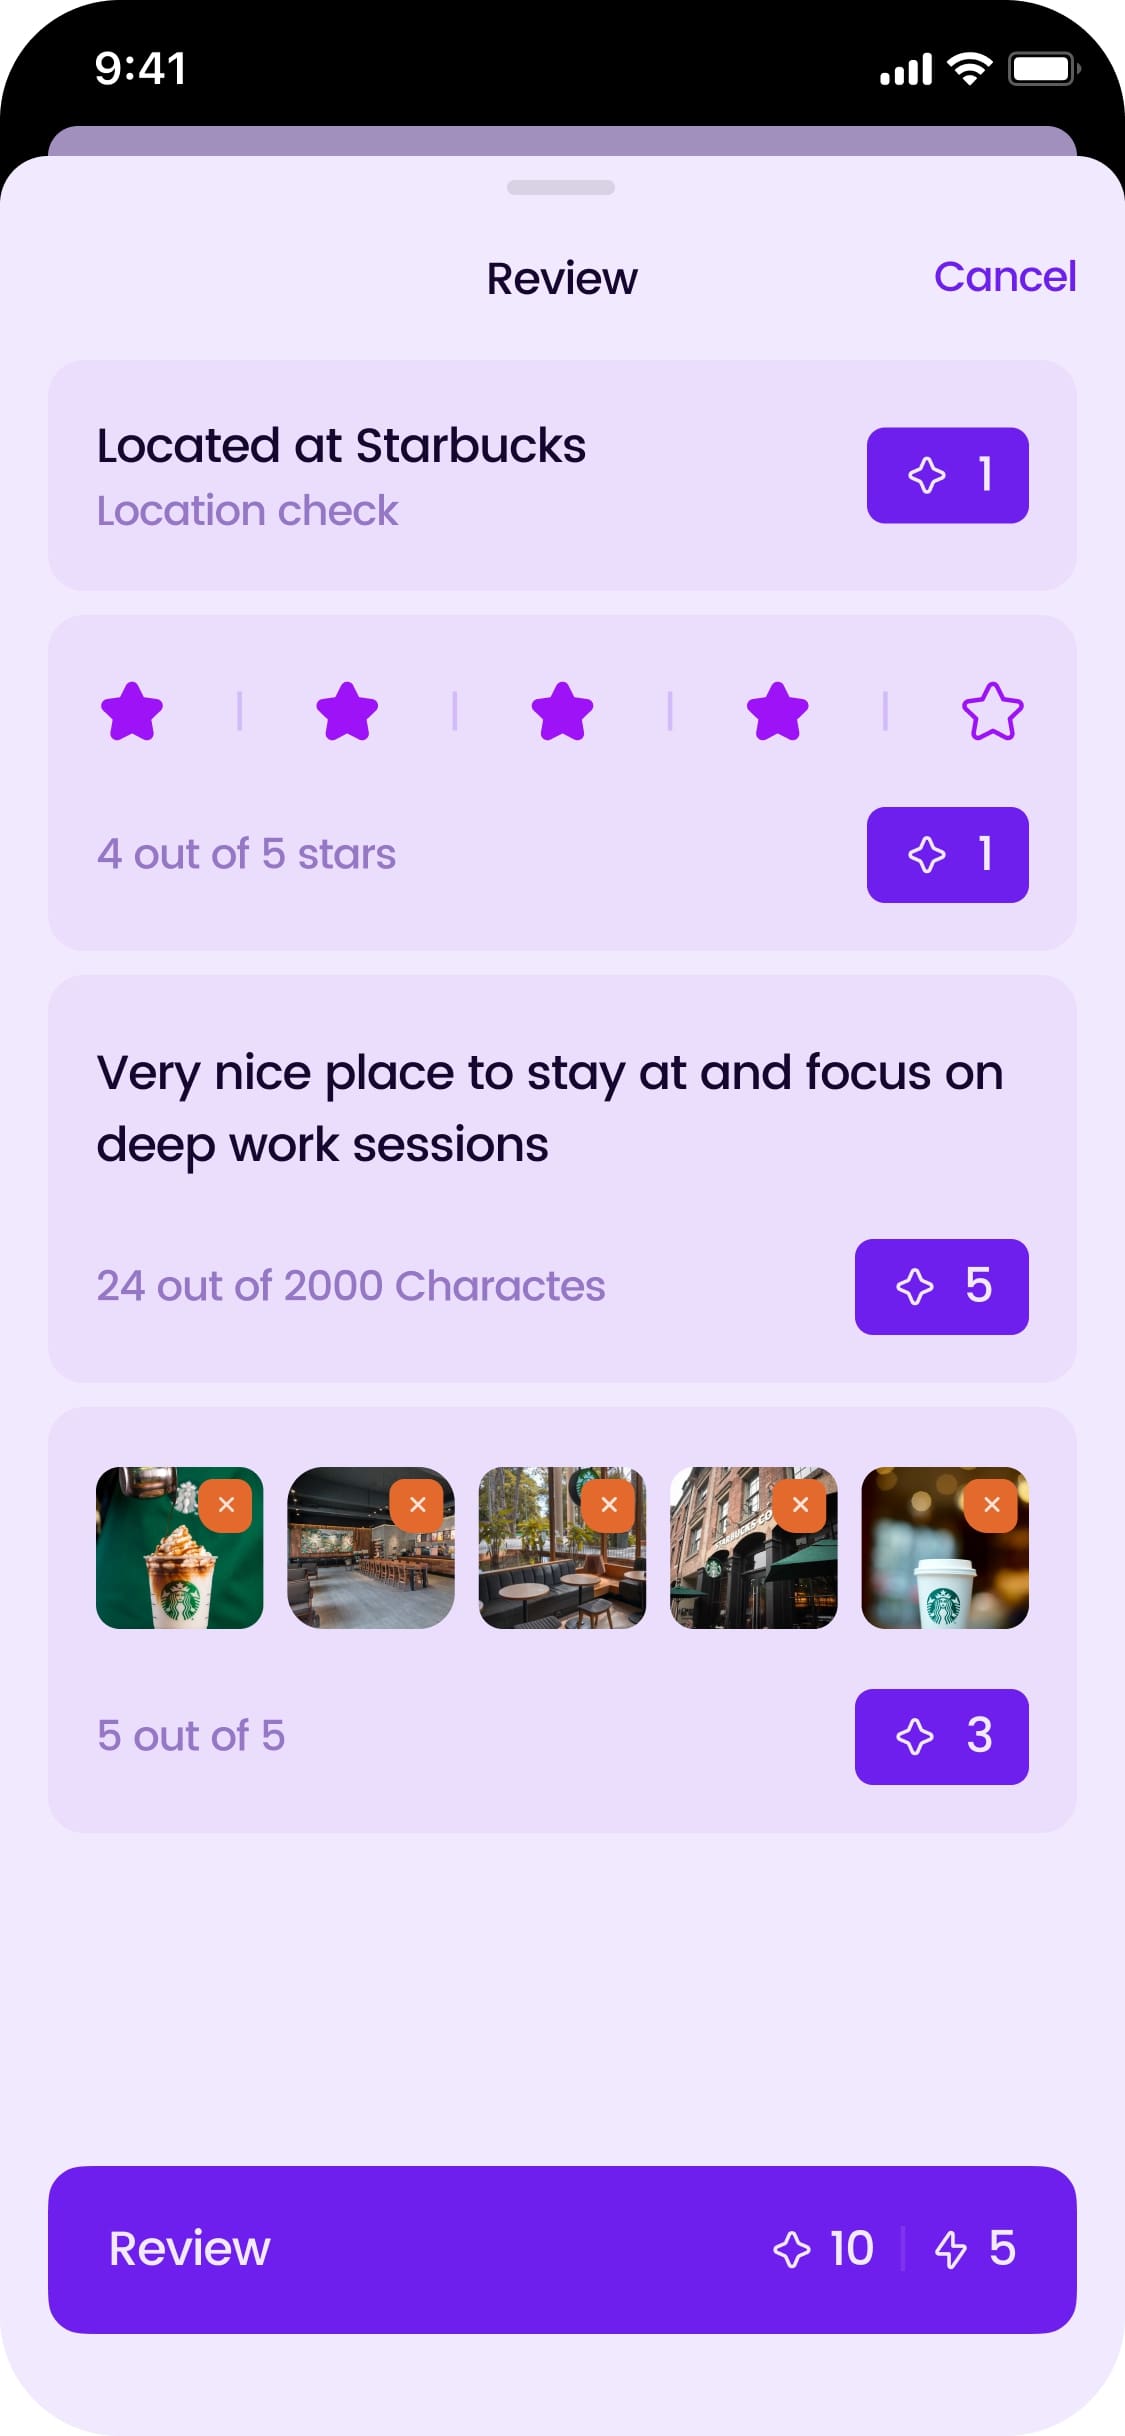 9:41
Review
Cancel
Located at Starbucks
Location check
1
4 out of 5 stars
1
Very nice place to stay at and focus on
deep work sessions
24 out of 2000 Charactes
5
STARBUCKS CO
5 out of 5
3
Review
10
5